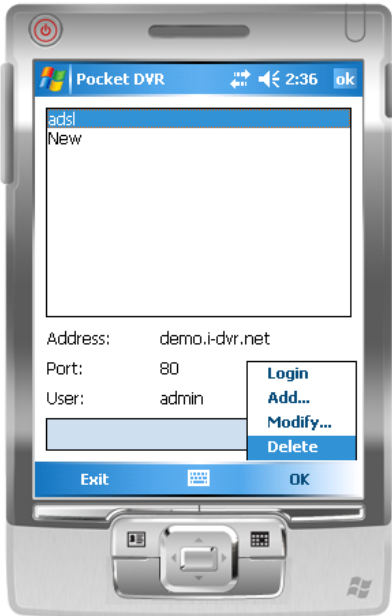 Pocket DVR 2:36 ok
adsl
New
Address: demo.i-dvr.net
Port: 80
User: admin
Login
Add...
Modify...
Delete
Exit OK